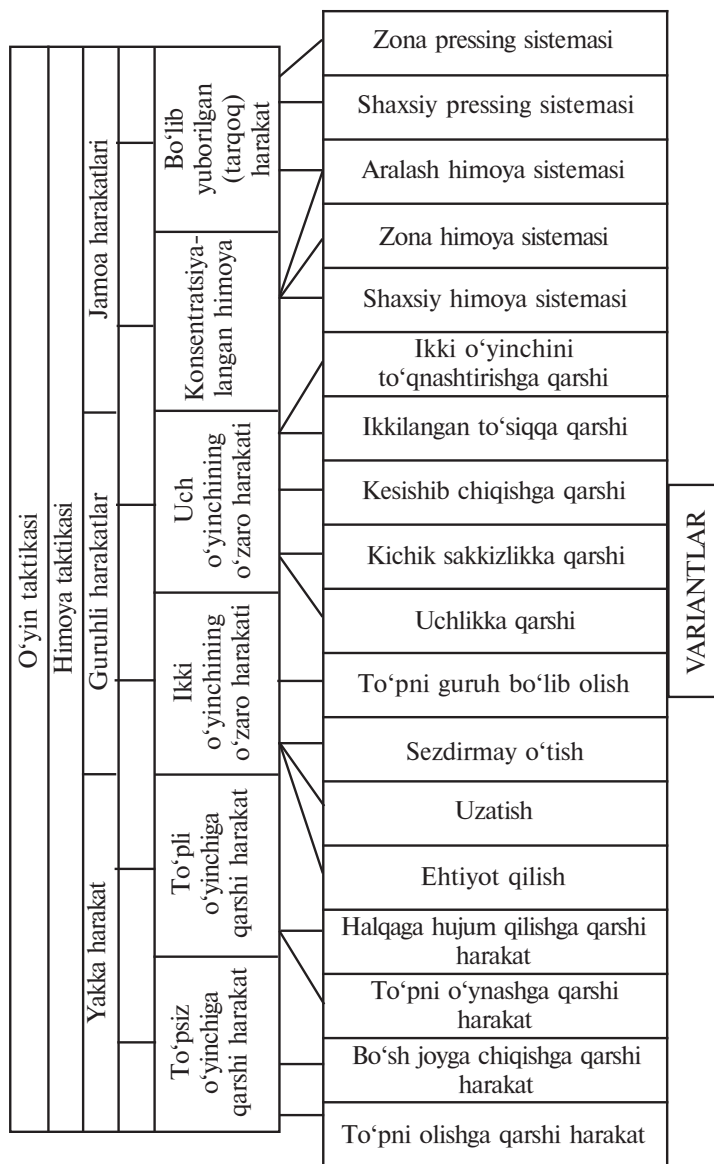 O‘yin taktikasi
Himoya taktikasi
Jamoa harakatlari
Guruhli harakatlar
Yakka harakat
Bo‘lib
yuborilgan
(tarqoq)
harakat
Konsentratsiya-
langan himoya
Uch
o‘yinchining
o‘zaro harakati
Ikki
o‘yinchining
o‘zaro harakati
To‘pli
o‘yinchiga
qarshi harakat
To‘psiz
o‘yinchiga
qarshi harakat
Zona pressing sistemasi
Shaxsiy pressing sistemasi
Aralash himoya sistemasi
Zona himoya sistemasi
Shaxsiy himoya sistemasi
Ikki o‘yinchini
to‘qnashtirishga qarshi
Ikkilangan to‘siqqa qarshi
Kesishib chiqishga qarshi
Kichik sakkizlikka qarshi
Uchlikka qarshi
To‘pni guruh bo‘lib olish
Sezdirmay o‘tish
Uzatish
Ehtiyot qilish
Halqaga hujum qilishga qarshi
harakat
To‘pni o‘ynashga qarshi
harakat
Bo‘sh joyga chiqishga qarshi
harakat
To‘pni olishga qarshi harakat
VARIANTLAR